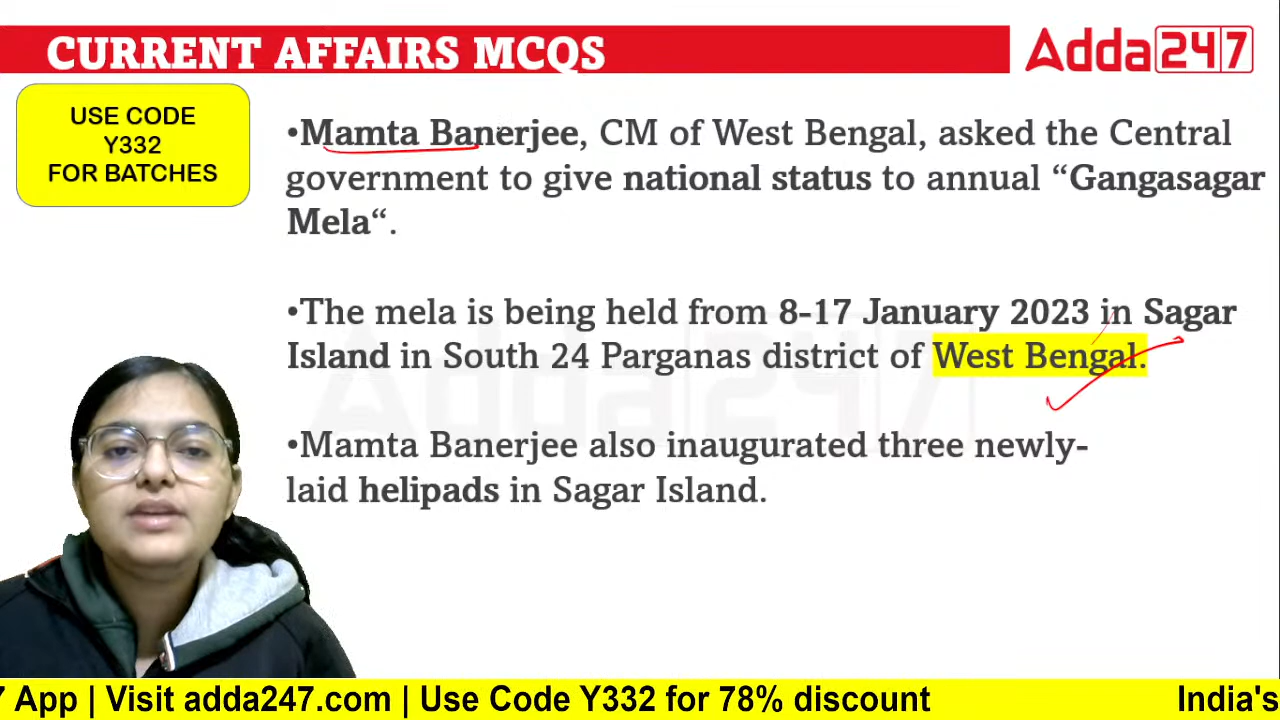 CURRENT AFFAIRS MCQS
Adda247
USE CODE
Y332
FOR BATCHES
•Mamta Banerjee, CM of West Bengal, asked the Central
government to give national status to annual “Gangasagar
Mela“.
•The mela is being held from 8-17 January 2023 in Sagar
Island in South 24 Parganas district of West Bengal.
•Mamta Banerjee also inaugurated three newly-
laid helipads in Sagar Island.
Adda247
7 App | Visit adda247.com | Use Code Y332 for 78% discount
India's